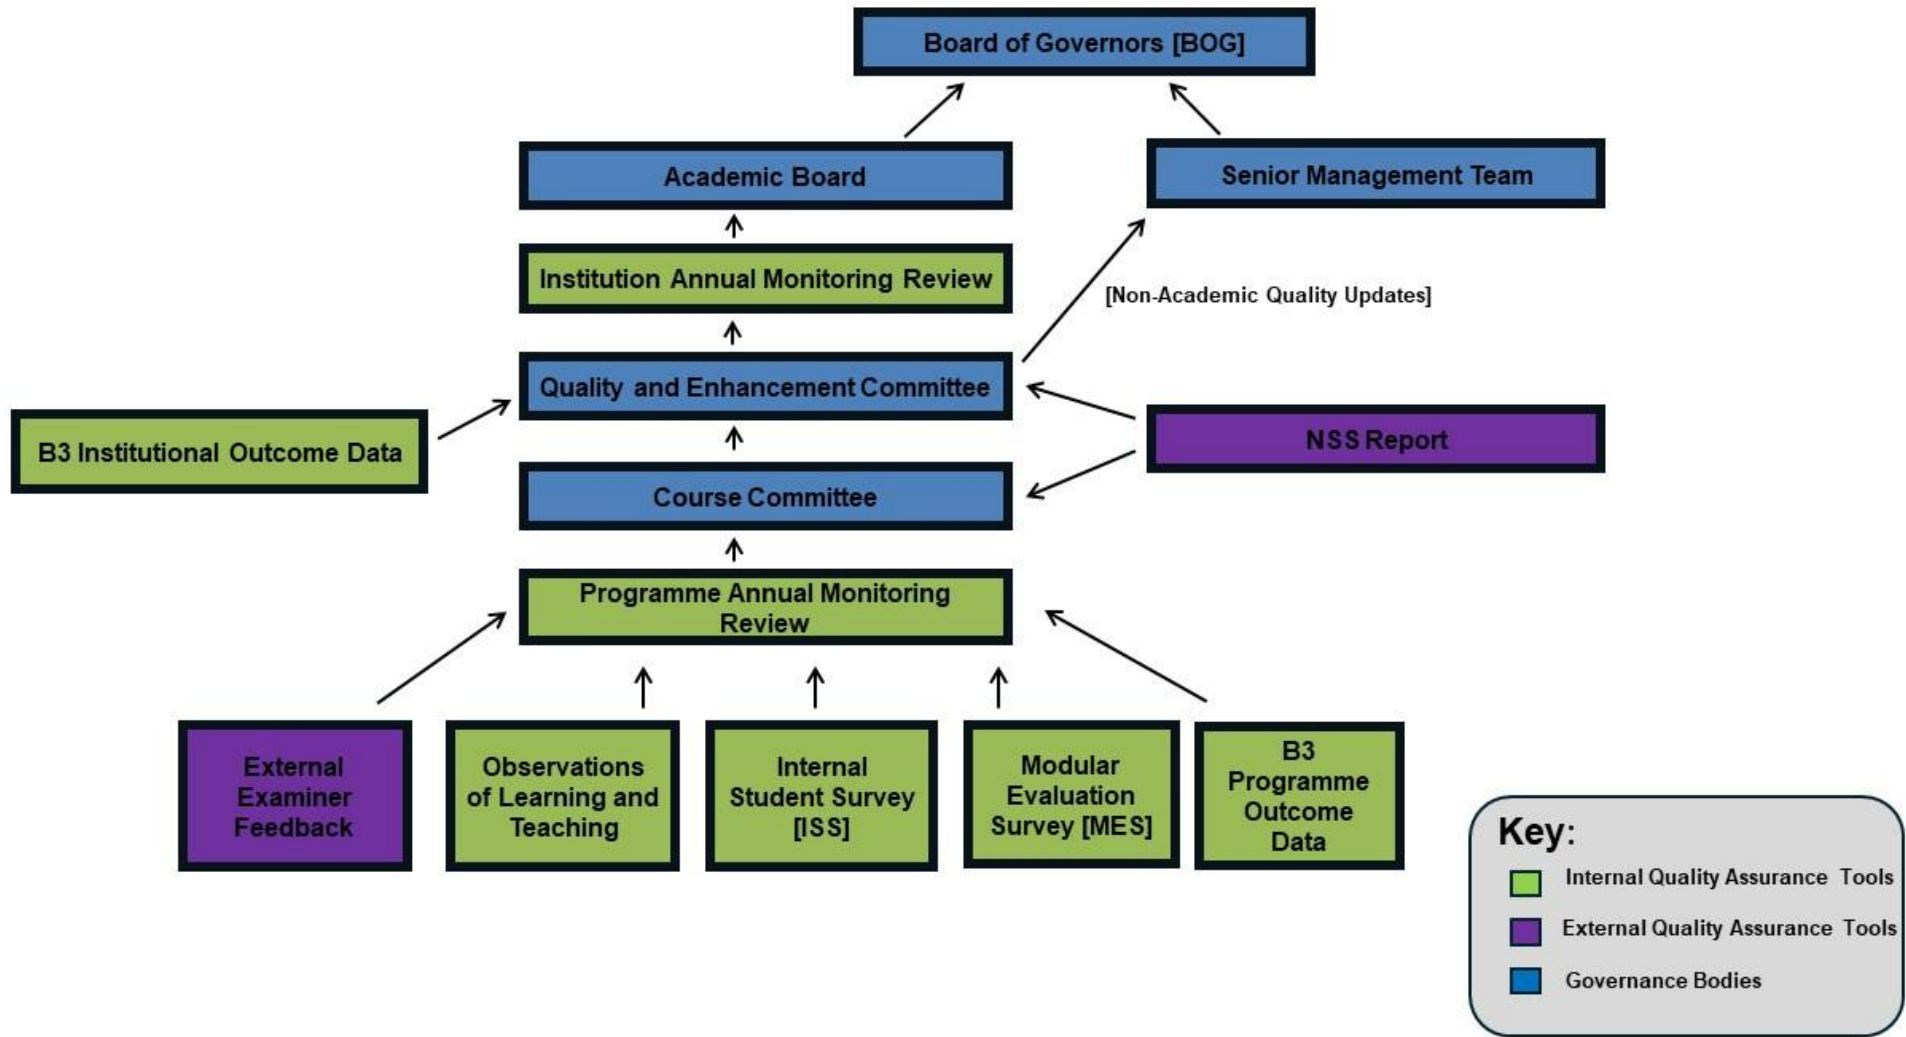 Board of Governors [BOG]
Academic Board
Senior Management Team
Institution Annual Monitoring Review
[Non-Academic Quality Updates]
Quality and Enhancement Committee
B3 Institutional Outcome Data
NSS Report
Course Committee
Programme Annual Monitoring
Review
External
Examiner
Feedback
Observations
of Learning and
Teaching
Internal
Student Survey
[ISS]
Modular
Evaluation
Survey [MES]
B3
Programme
Outcome
Data
Key:
Internal Quality Assurance Tools
External Quality Assurance Tools
Governance Bodies